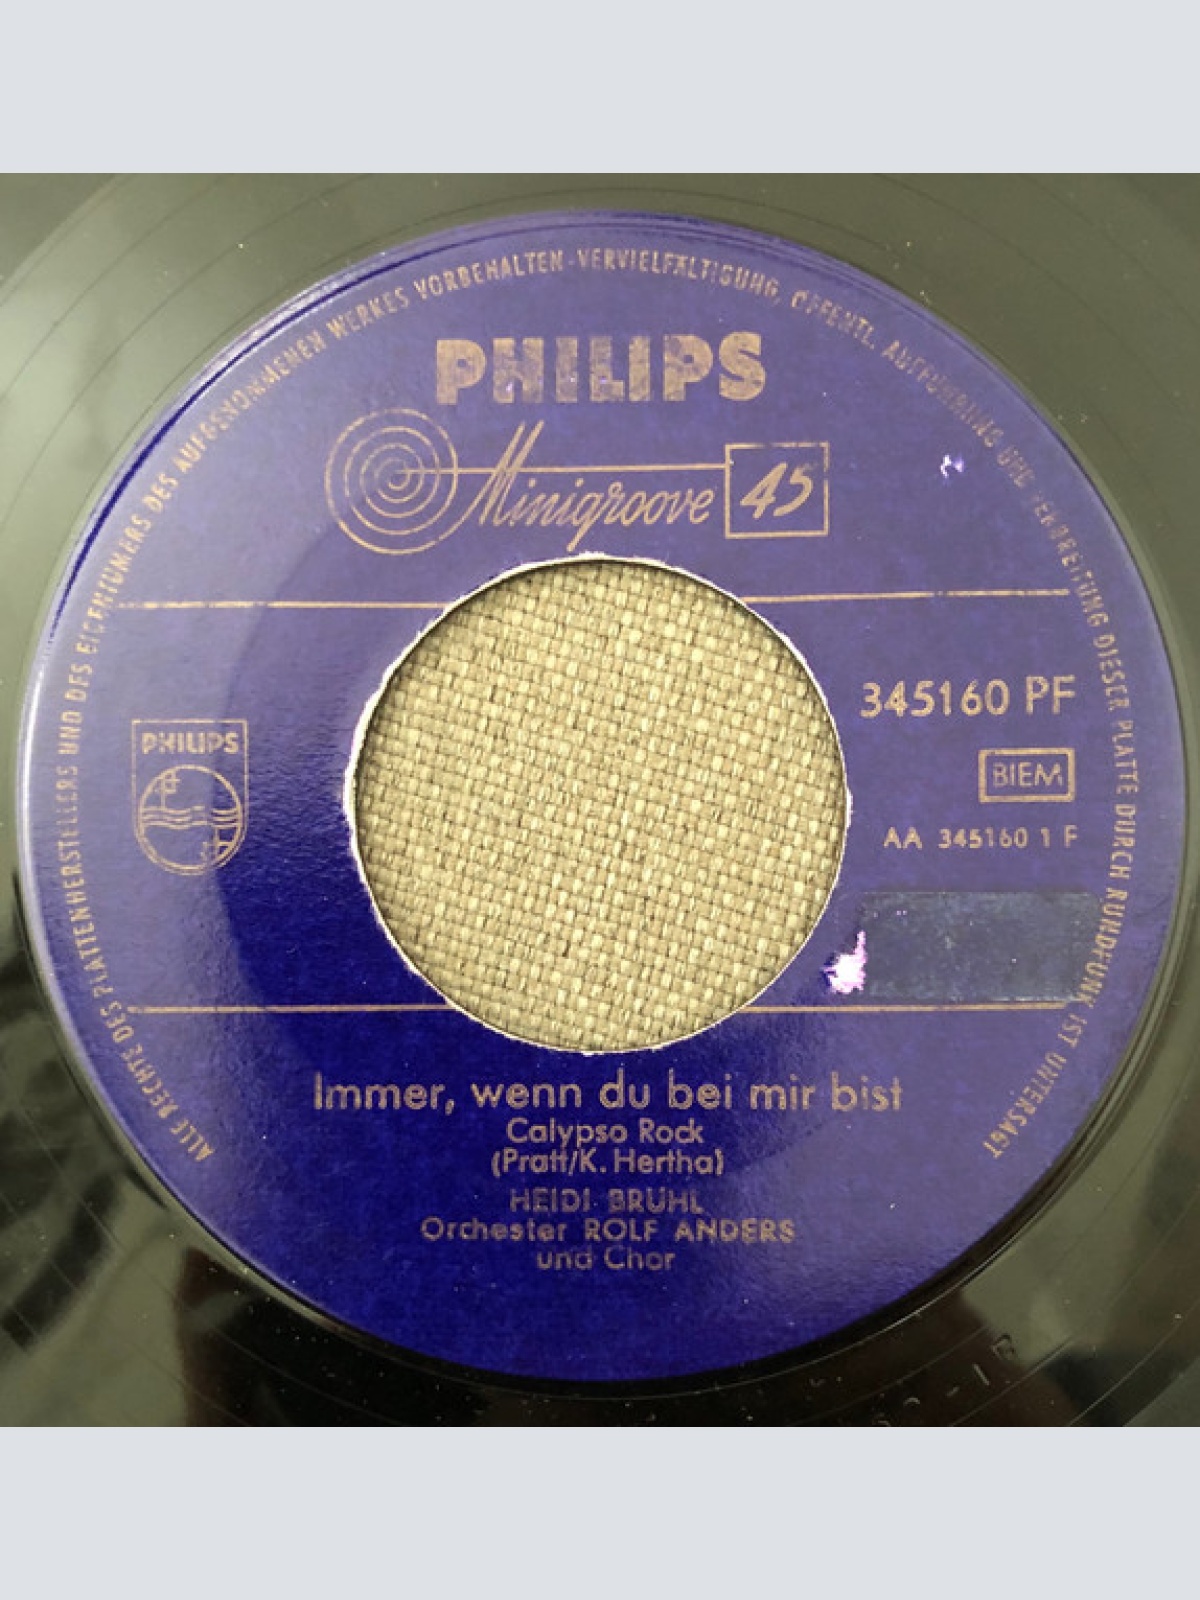 ALLE RECHTE DES PLATTENHERSTELLERS UND DES EIGENTÜMERS DES AUFGENOMMENEN WERKES VORBEHALTEN-VERVIELFÄLTIGUNG, ÖFFENTL. AUFFÜHRUNG UND VERBREITUNG DIESER PLATTE DURCH RUNDFUNK IST UNTERSAGT
PHILIPS
Minigroove 45
345160 PF
PHILIPS
BIEM
AA 345160 1 F
Immer, wenn du bei mir bist
Calypso Rock
(Pratt/K. Hertha)
HEIDI BRÜHL
Orchester ROLF ANDERS
und Chor